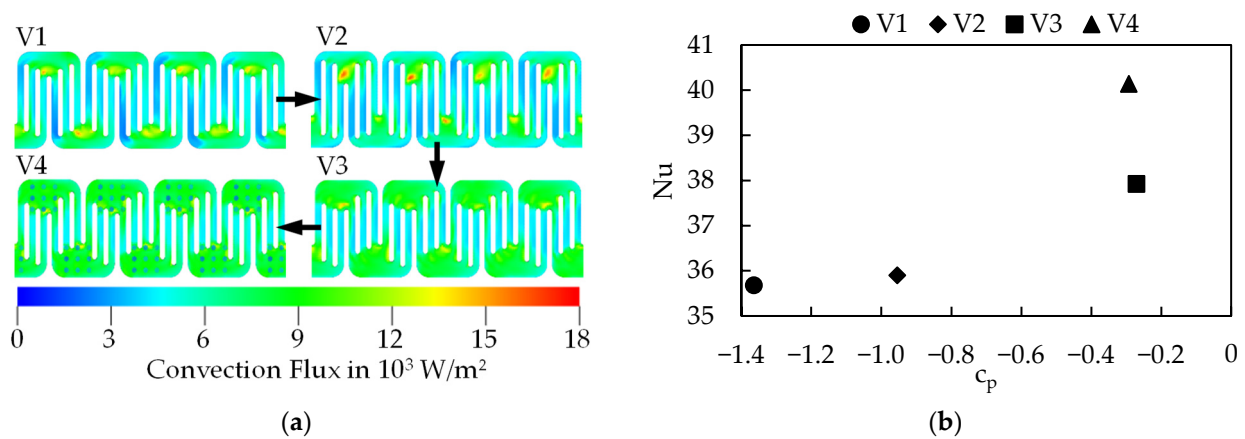 V1
V2
V4
V3
0 3 6 9 12 15 18
Convection Flux in 10³ W/m²
(a)
● V1 ◆ V2 ■ V3 ▲ V4
41
40
39
38
37
36
35
Nu
−1.4 −1.2 −1.0 −0.8 −0.6 −0.4 −0.2 0
cₚ
(b)